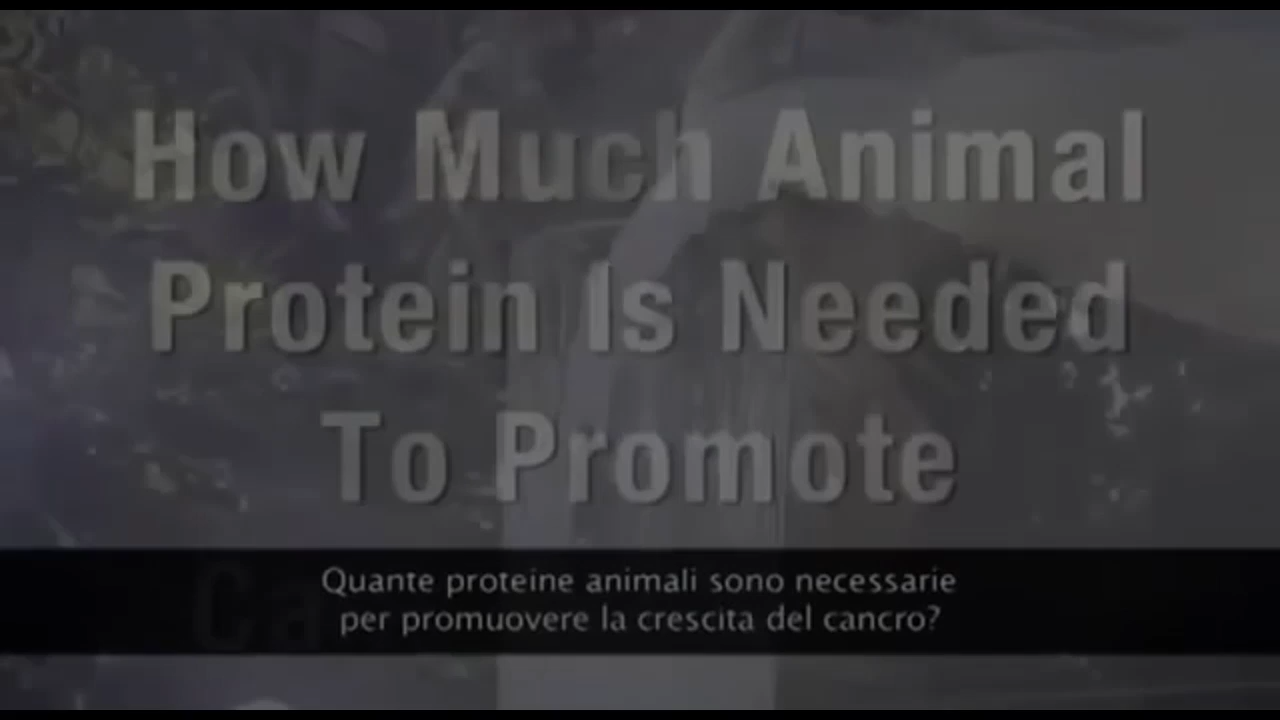 How Much Animal
Protein Is Needed
To Promote
Ca
Quante proteine animali sono necessarie
per promuovere la crescita del cancro?